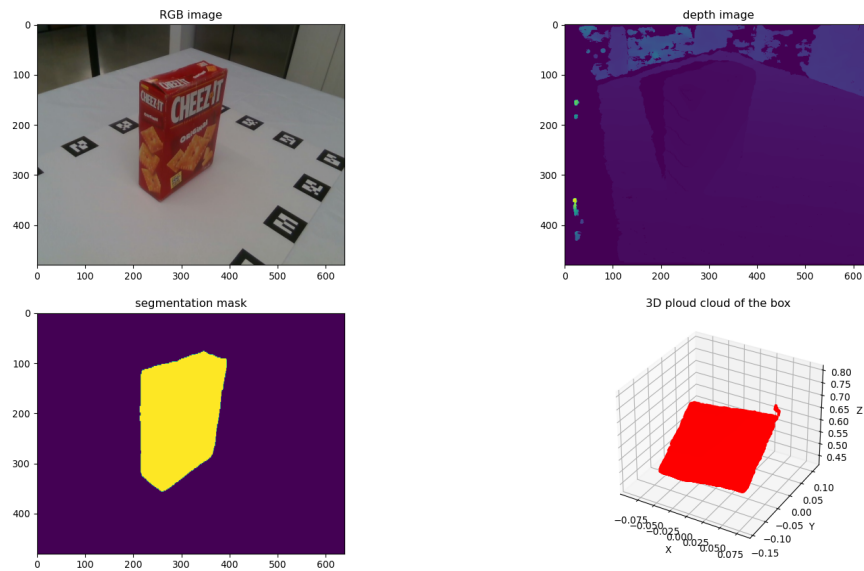 RGB image
0
100
200
300
400
0 100 200 300 400 500 600
CHEEZ-IT
CHEEZ-IT
ORIGINAL
depth image
0
100
200
300
400
0 100 200 300 400 500 600
segmentation mask
0
100
200
300
400
0 100 200 300 400 500 600
3D ploud cloud of the box
0.80
0.75
0.70
0.65
0.60
0.55
0.50
0.45
Z
0.10
0.05
0.00
−0.05
−0.10
−0.15
Y
−0.075
−0.050
−0.025
0.000
0.025
0.050
0.075
X